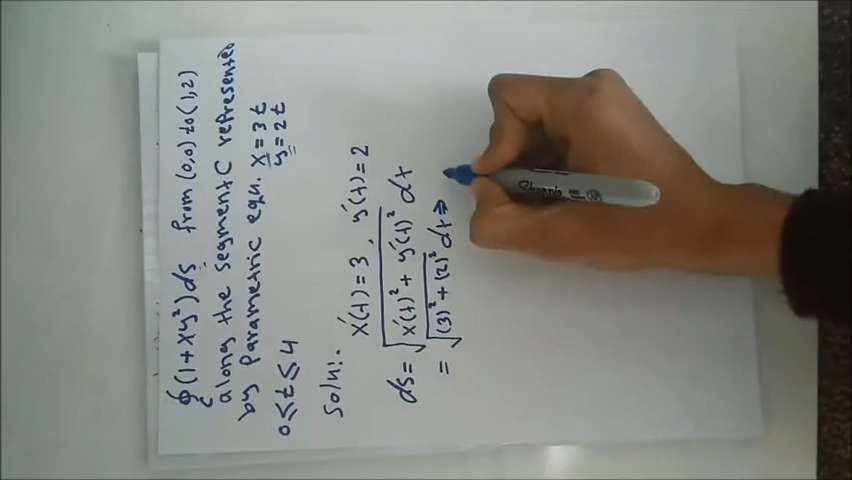 ∮(1+xy²)ds from (0,0) to (1,2)
c
along the segment C represented
by parametric equ. x=3t
y=2t
0≤t≤4
Soln:.
x'(t)=3, y'(t)=2
ds=√(x'(t)²+y'(t)²) dt
=√((3)²+(2)²) dt ⇒
Sharpie